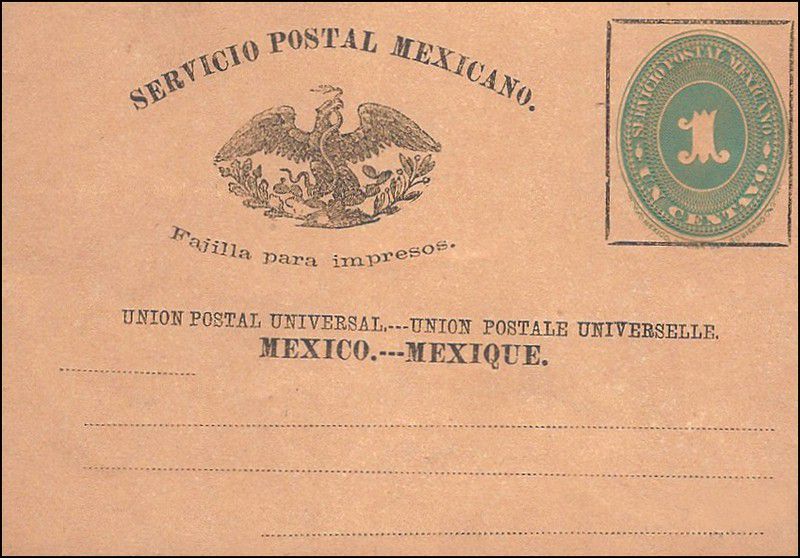 SERVICIO POSTAL MEXICANO.
SERVICIO POSTAL MEXICANO
1
UN CENTAVO
Fajilla para impresos.
UNION POSTAL UNIVERSAL.---UNION POSTALE UNIVERSELLE.
MEXICO.---MEXIQUE.